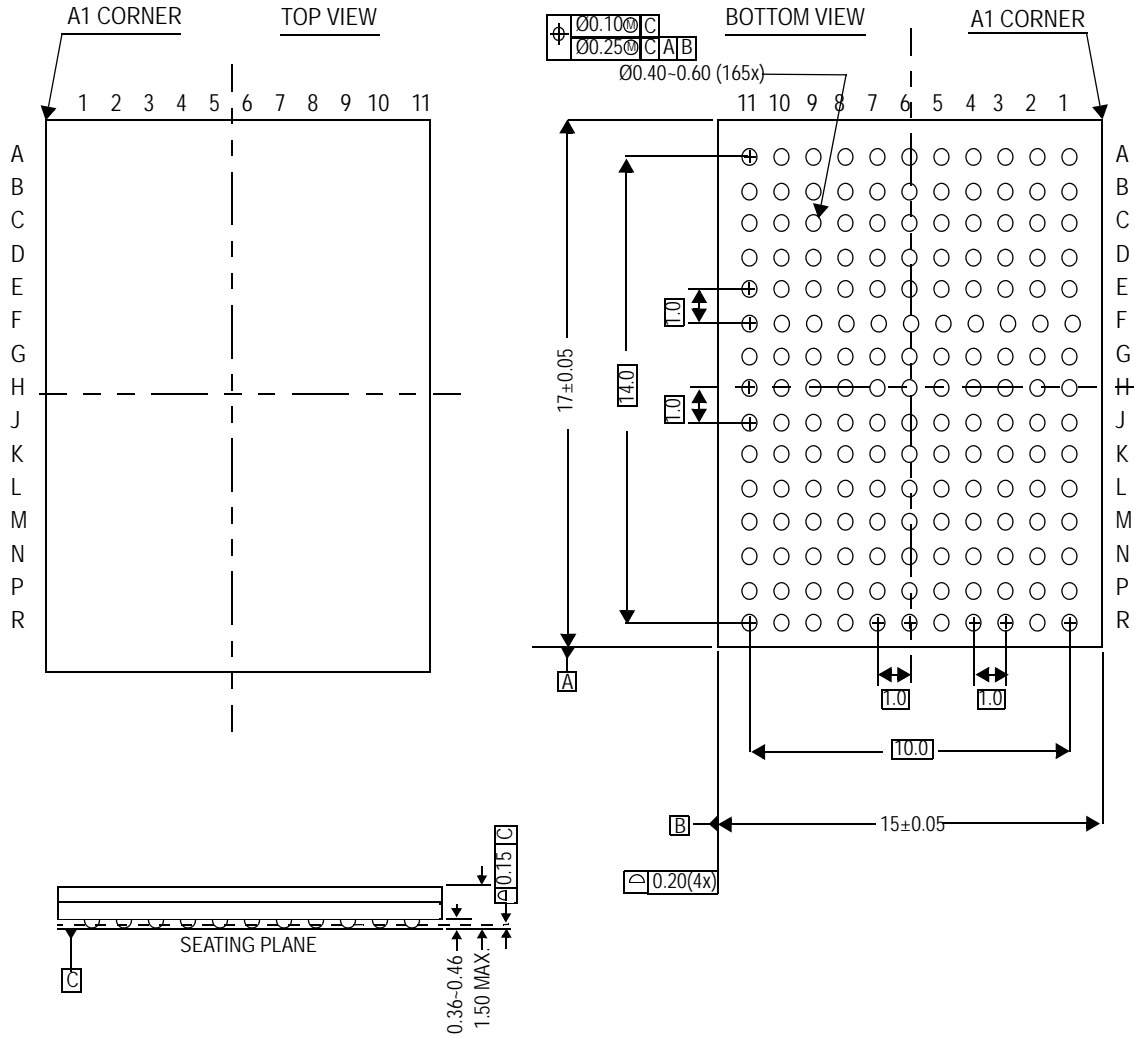 A1 CORNER
TOP VIEW
1 2 3 4 5 6 7 8 9 10 11
A
B
C
D
E
F
G
H
J
K
L
M
N
P
R
Ø0.10Ⓜ C
Ø0.25Ⓜ C A B
Ø0.40~0.60 (165x)
BOTTOM VIEW
A1 CORNER
11 10 9 8 7 6 5 4 3 2 1
A
B
C
D
E
F
G
H
J
K
L
M
N
P
R
17±0.05
14.0
1.0
1.0
A
1.0
1.0
10.0
B
15±0.05
0.20(4x)
0.15 C
SEATING PLANE
C
0.36~0.46
1.50 MAX.